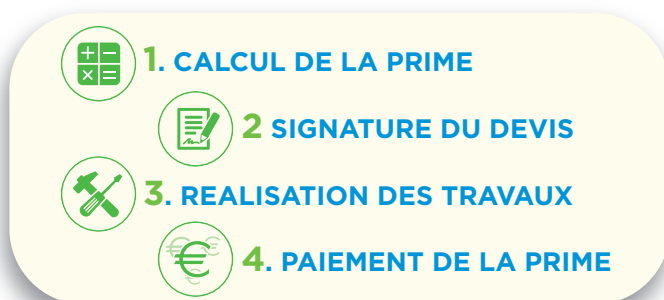 1. CALCUL DE LA PRIME
2 SIGNATURE DU DEVIS
3. REALISATION DES TRAVAUX
4. PAIEMENT DE LA PRIME